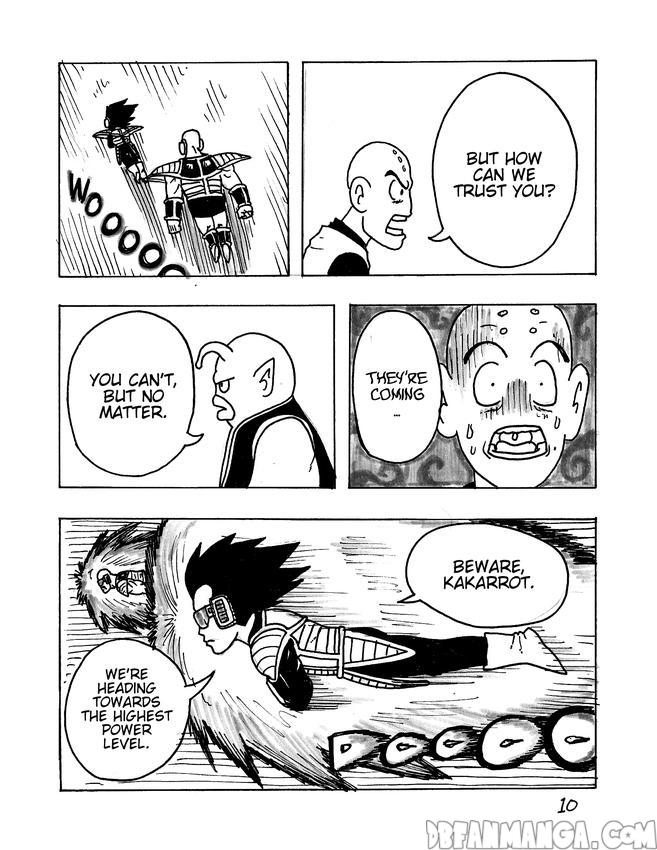 WOOOOO
BUT HOW
CAN WE
TRUST YOU?
YOU CAN'T,
BUT NO
MATTER.
THEY'RE
COMING
...
BEWARE,
KAKARROT.
WE'RE
HEADING
TOWARDS
THE HIGHEST
POWER
LEVEL.
10
DBFANMANGA.COM